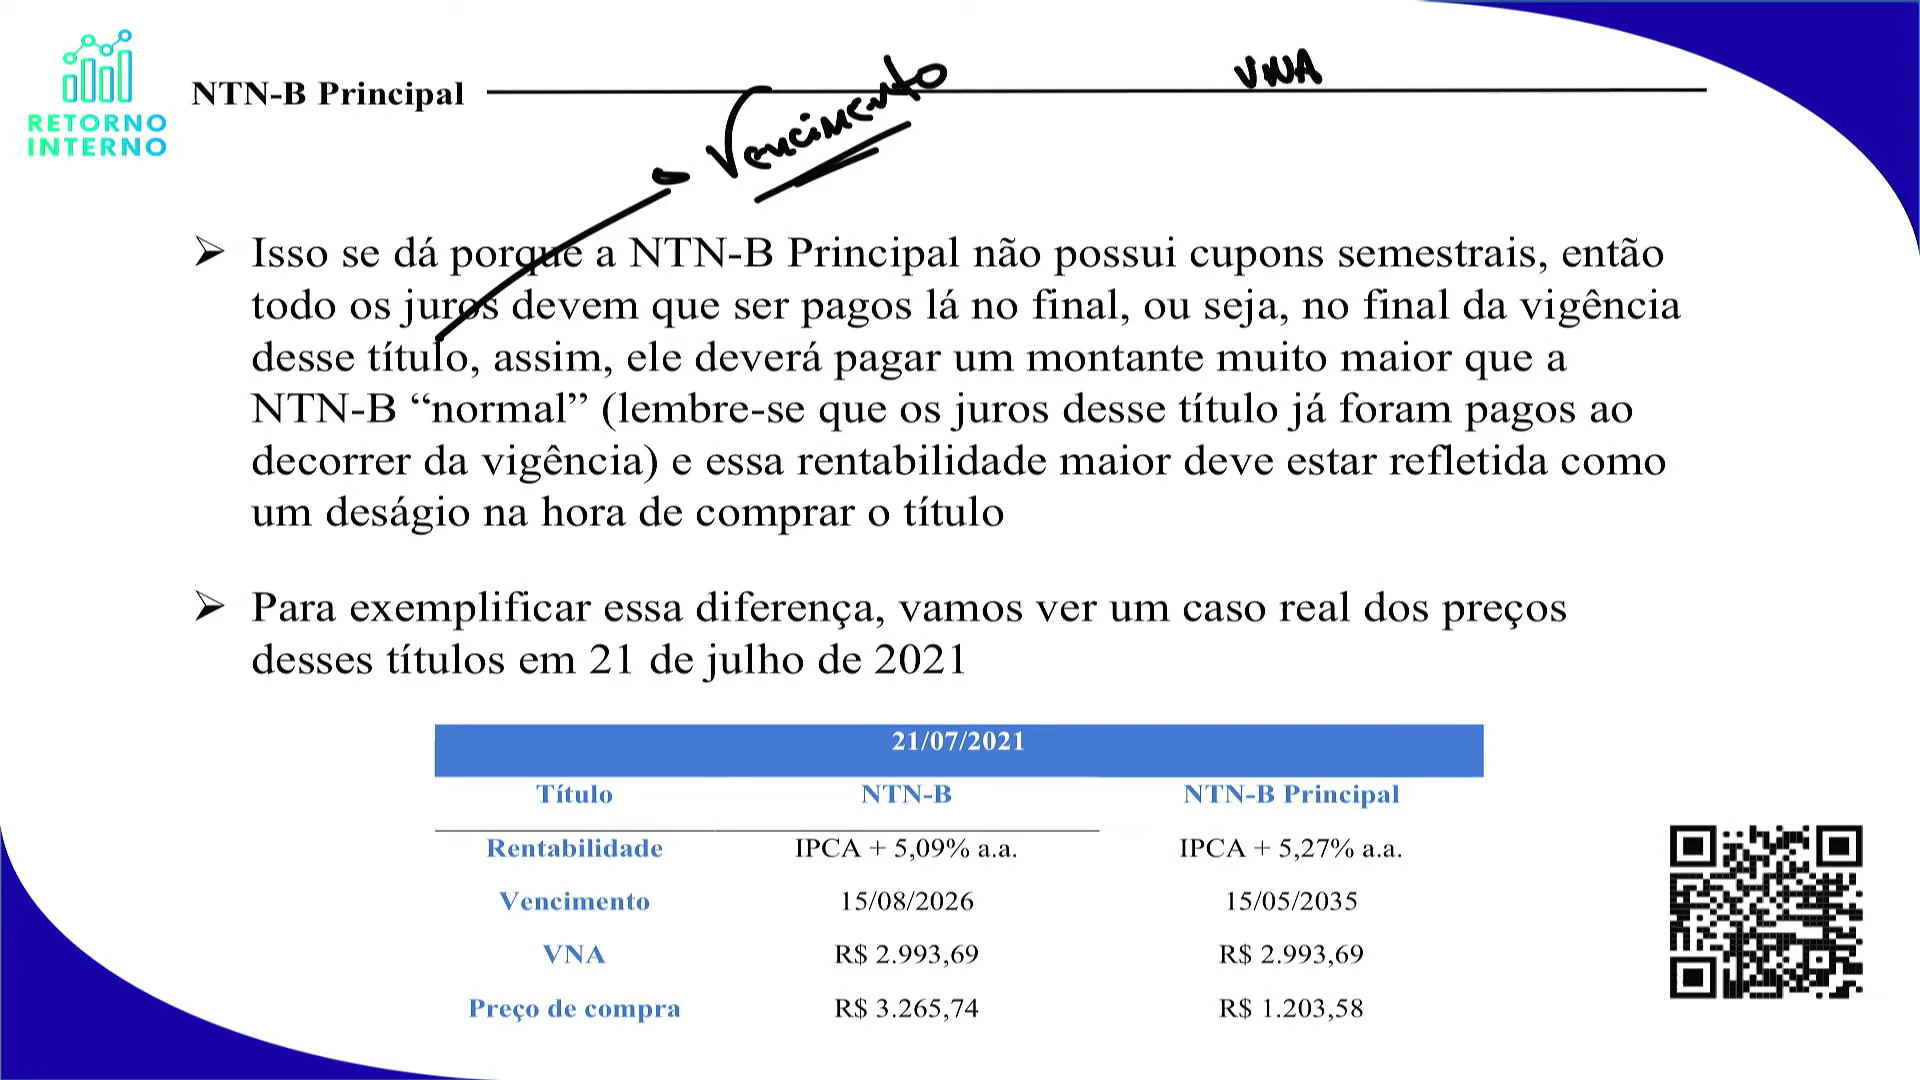 RETORNO
INTERNO
NTN-B Principal
Vencimento
VNA
➢ Isso se dá porque a NTN-B Principal não possui cupons semestrais, então
todo os juros devem que ser pagos lá no final, ou seja, no final da vigência
desse título, assim, ele deverá pagar um montante muito maior que a
NTN-B “normal” (lembre-se que os juros desse título já foram pagos ao
decorrer da vigência) e essa rentabilidade maior deve estar refletida como
um deságio na hora de comprar o título
➢ Para exemplificar essa diferença, vamos ver um caso real dos preços
desses títulos em 21 de julho de 2021
21/07/2021
Título NTN-B NTN-B Principal
Rentabilidade IPCA + 5,09% a.a. IPCA + 5,27% a.a.
Vencimento 15/08/2026 15/05/2035
VNA R$ 2.993,69 R$ 2.993,69
Preço de compra R$ 3.265,74 R$ 1.203,58